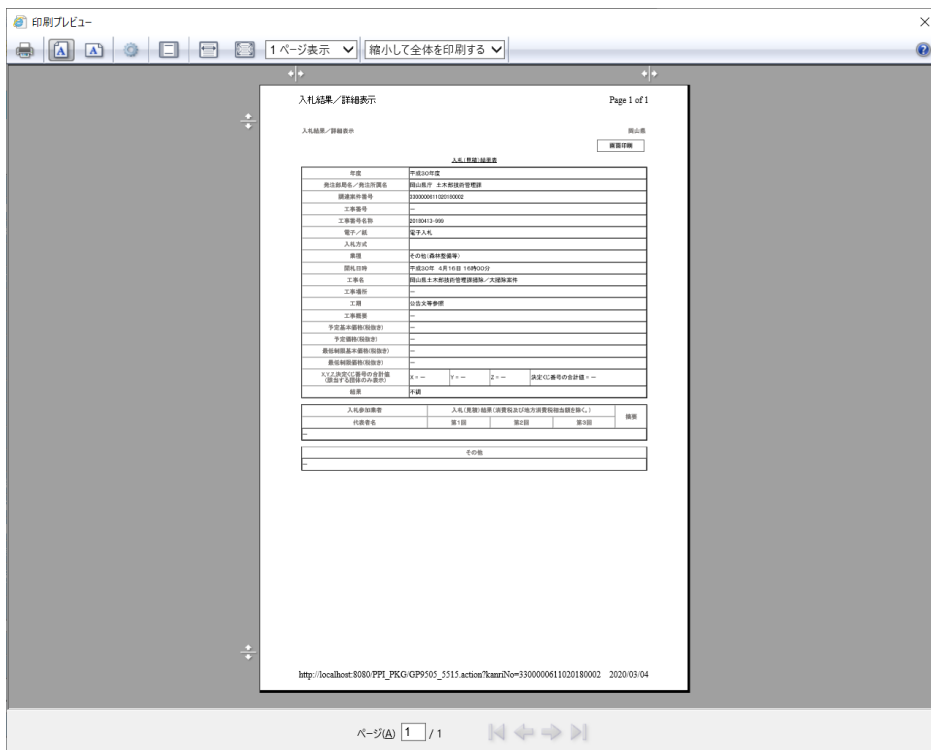 印刷プレビュー
1 ページ表示 縮小して全体を印刷する
入札結果／詳細表示 Page 1 of 1
入札結果／詳細表示 岡山県
画面印刷
入札(見積)結果表
年度 平成30年度
発注部局名／発注所属名 岡山県庁 土木部技術管理課
調達案件番号 3300000611020180002
工事番号 －
工事番号名称 20180413-999
電子／紙 電子入札
入札方式
業種 その他(森林整備等)
開札日時 平成30年 4月16日 16時00分
工事名 岡山県土木部技術管理課掃除／大掃除案件
工事場所 －
工期 公告文等参照
工事概要 －
予定基本価格(税抜き) －
予定価格(税抜き) －
最低制限基本価格(税抜き) －
最低制限価格(税抜き) －
X,Y,Z,決定くじ番号の合計値
(該当する団体のみ表示) X = － Y = － Z = － 決定くじ番号の合計値 = －
結果 不調
入札参加業者 入札(見積)結果(消費税及び地方消費税相当額を除く。) 摘要
代表者名 第1回 第2回 第3回
－
その他
－
http://localhost:8080/PPI_PKG/GP9505_5515.action?kanriNo=3300000611020180002 2020/03/04
ページ(A) 1 / 1